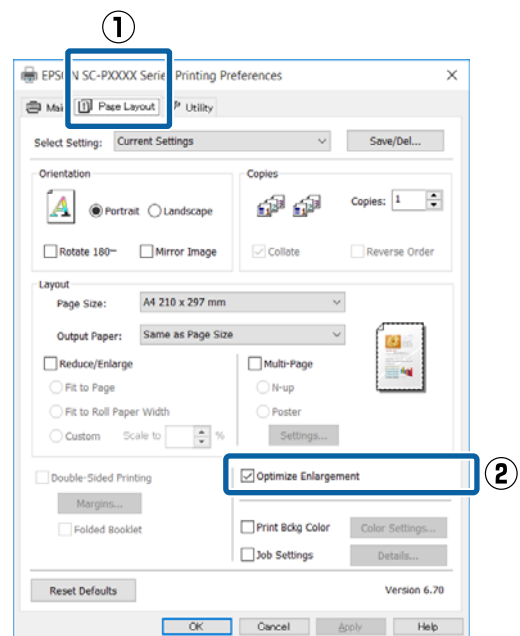 ①
EPSON SC-PXXXX Series Printing Preferences
Page Layout Utility
Select Setting: Current Settings Save/Del...
Orientation Copies
Portrait Landscape Copies: 1
Rotate 180° Mirror Image Collate Reverse Order
Layout
Page Size: A4 210 x 297 mm
Output Paper: Same as Page Size
Reduce/Enlarge Multi-Page
Fit to Page N-up
Fit to Roll Paper Width Poster
Custom Scale to % Settings...
Double-Sided Printing Optimize Enlargement ②
Margins...
Folded Booklet Print Bckg Color Color Settings...
Job Settings Details...
Reset Defaults Version 6.70
OK Cancel Apply Help